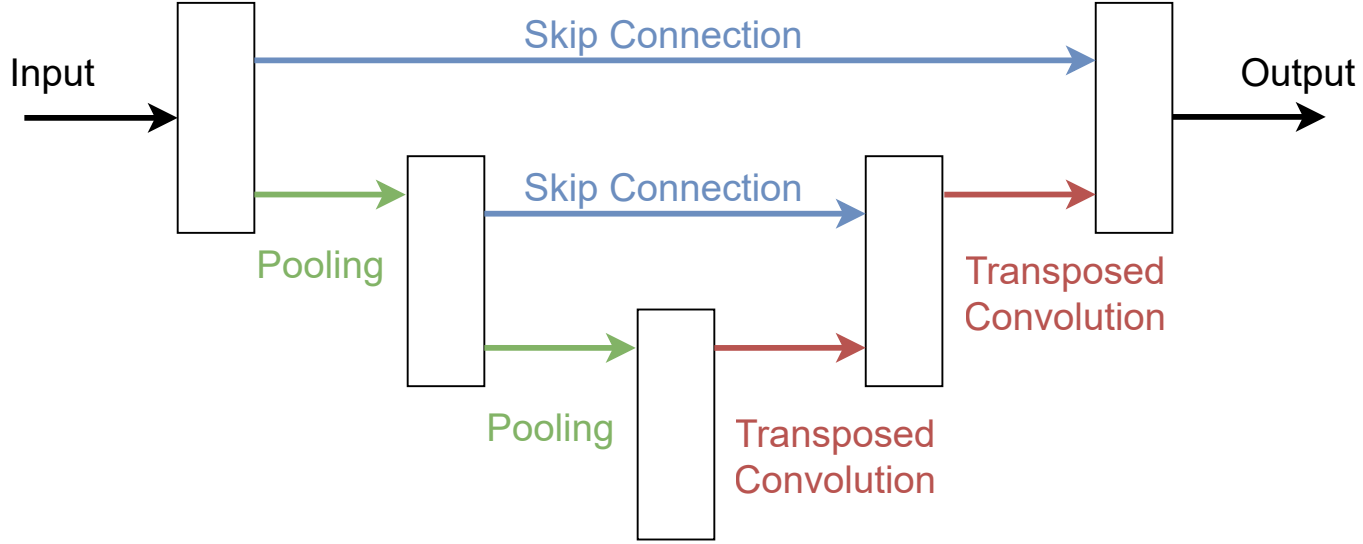 Skip Connection
Input
Output
Skip Connection
Pooling
Transposed
Convolution
Pooling
Transposed
Convolution